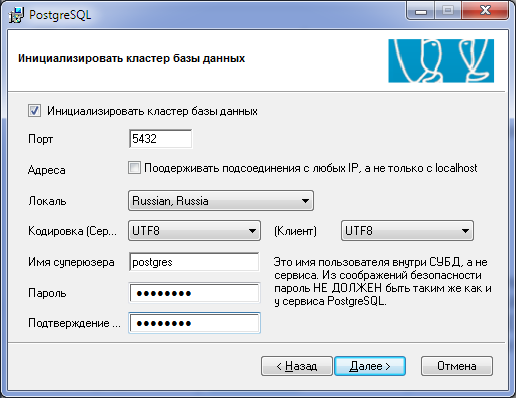 PostgreSQL
Инициализировать кластер базы данных
Инициализировать кластер базы данных
Порт
5432
Адреса
Поодерживать подсоединения с любых IP, а не только с localhost
Локаль
Russian, Russia
Кодировка (Сер...
UTF8
(Клиент)
UTF8
Имя суперюзера
postgres
Это имя пользователя внутри СУБД, а не
сервиса. Из соображений безопасности
пароль НЕ ДОЛЖЕН быть таким же как и
у сервиса PostgreSQL.
Пароль
●●●●●●●●
Подтверждение ...
●●●●●●●●
< Назад
Далее >
Отмена